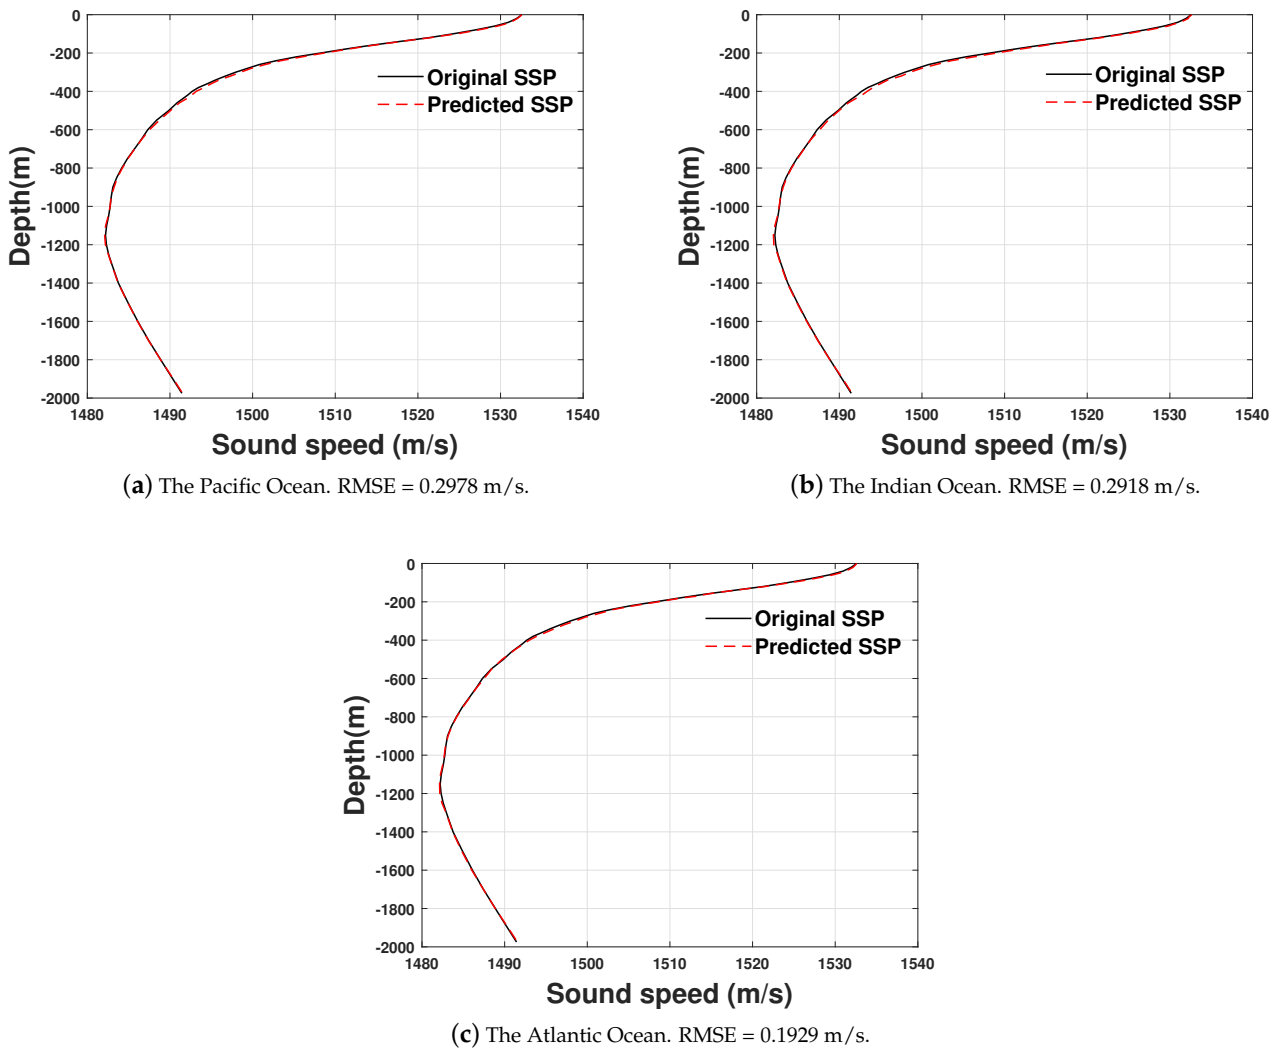 0
-200
-400
-600
-800
-1000
-1200
-1400
-1600
-1800
-2000
1480 1490 1500 1510 1520 1530 1540
Depth(m)
Sound speed (m/s)
Original SSP
Predicted SSP
(a) The Pacific Ocean. RMSE = 0.2978 m/s.
0
-200
-400
-600
-800
-1000
-1200
-1400
-1600
-1800
-2000
1480 1490 1500 1510 1520 1530 1540
Depth(m)
Sound speed (m/s)
Original SSP
Predicted SSP
(b) The Indian Ocean. RMSE = 0.2918 m/s.
0
-200
-400
-600
-800
-1000
-1200
-1400
-1600
-1800
-2000
1480 1490 1500 1510 1520 1530 1540
Depth(m)
Sound speed (m/s)
Original SSP
Predicted SSP
(c) The Atlantic Ocean. RMSE = 0.1929 m/s.